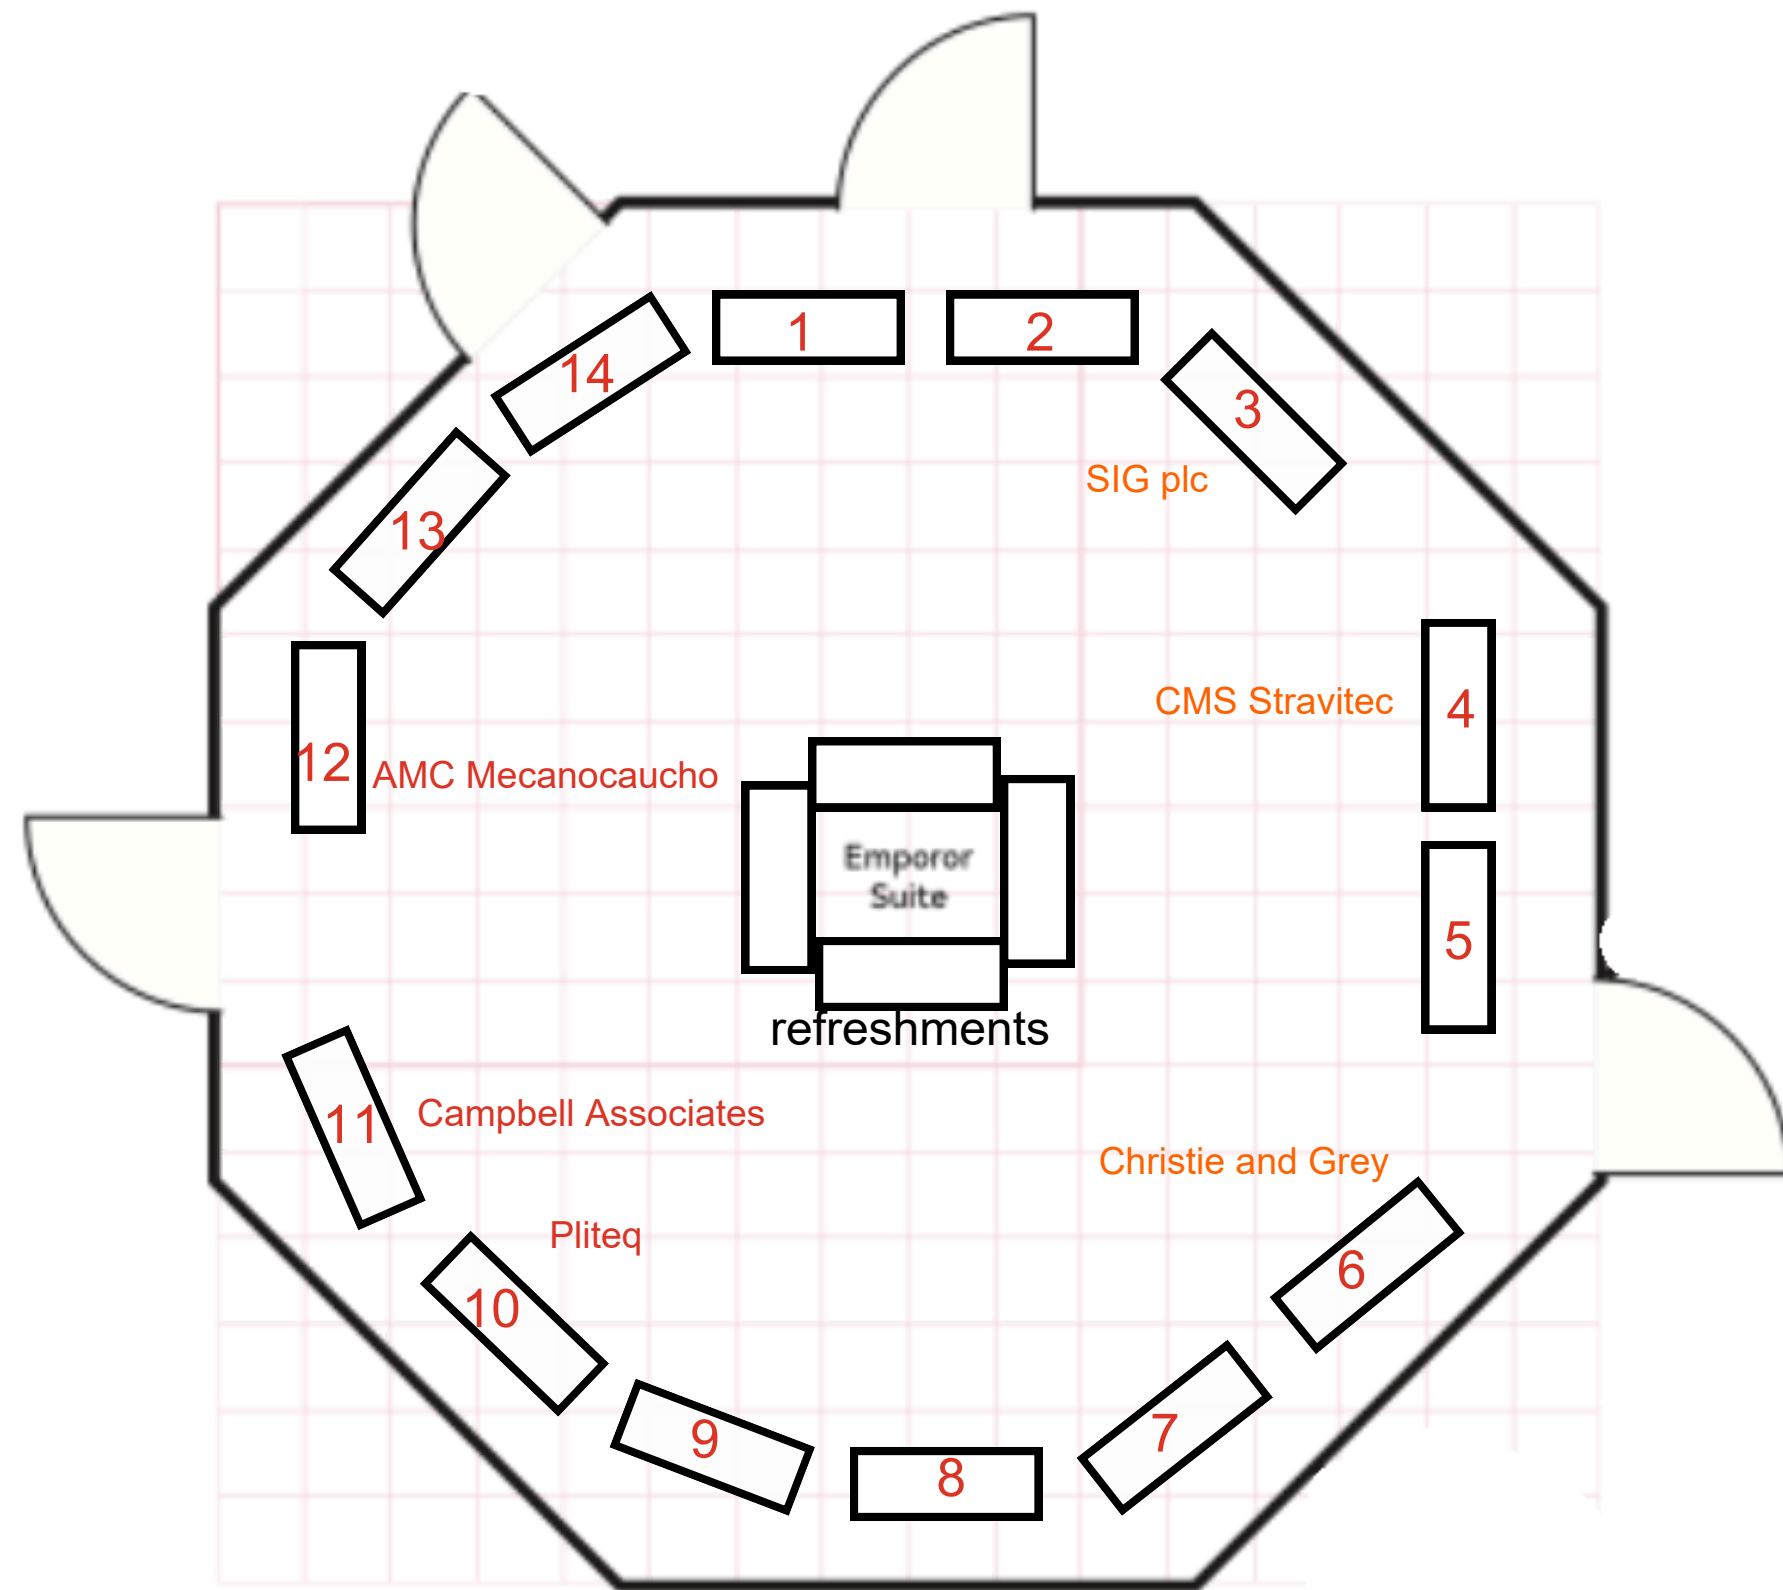 1
2
14
3
SIG plc
13
CMS Stravitec
4
12
AMC Mecanocaucho
Emporor
Suite
5
refreshments
11
Campbell Associates
Christie and Grey
Pliteq
6
10
7
9
8